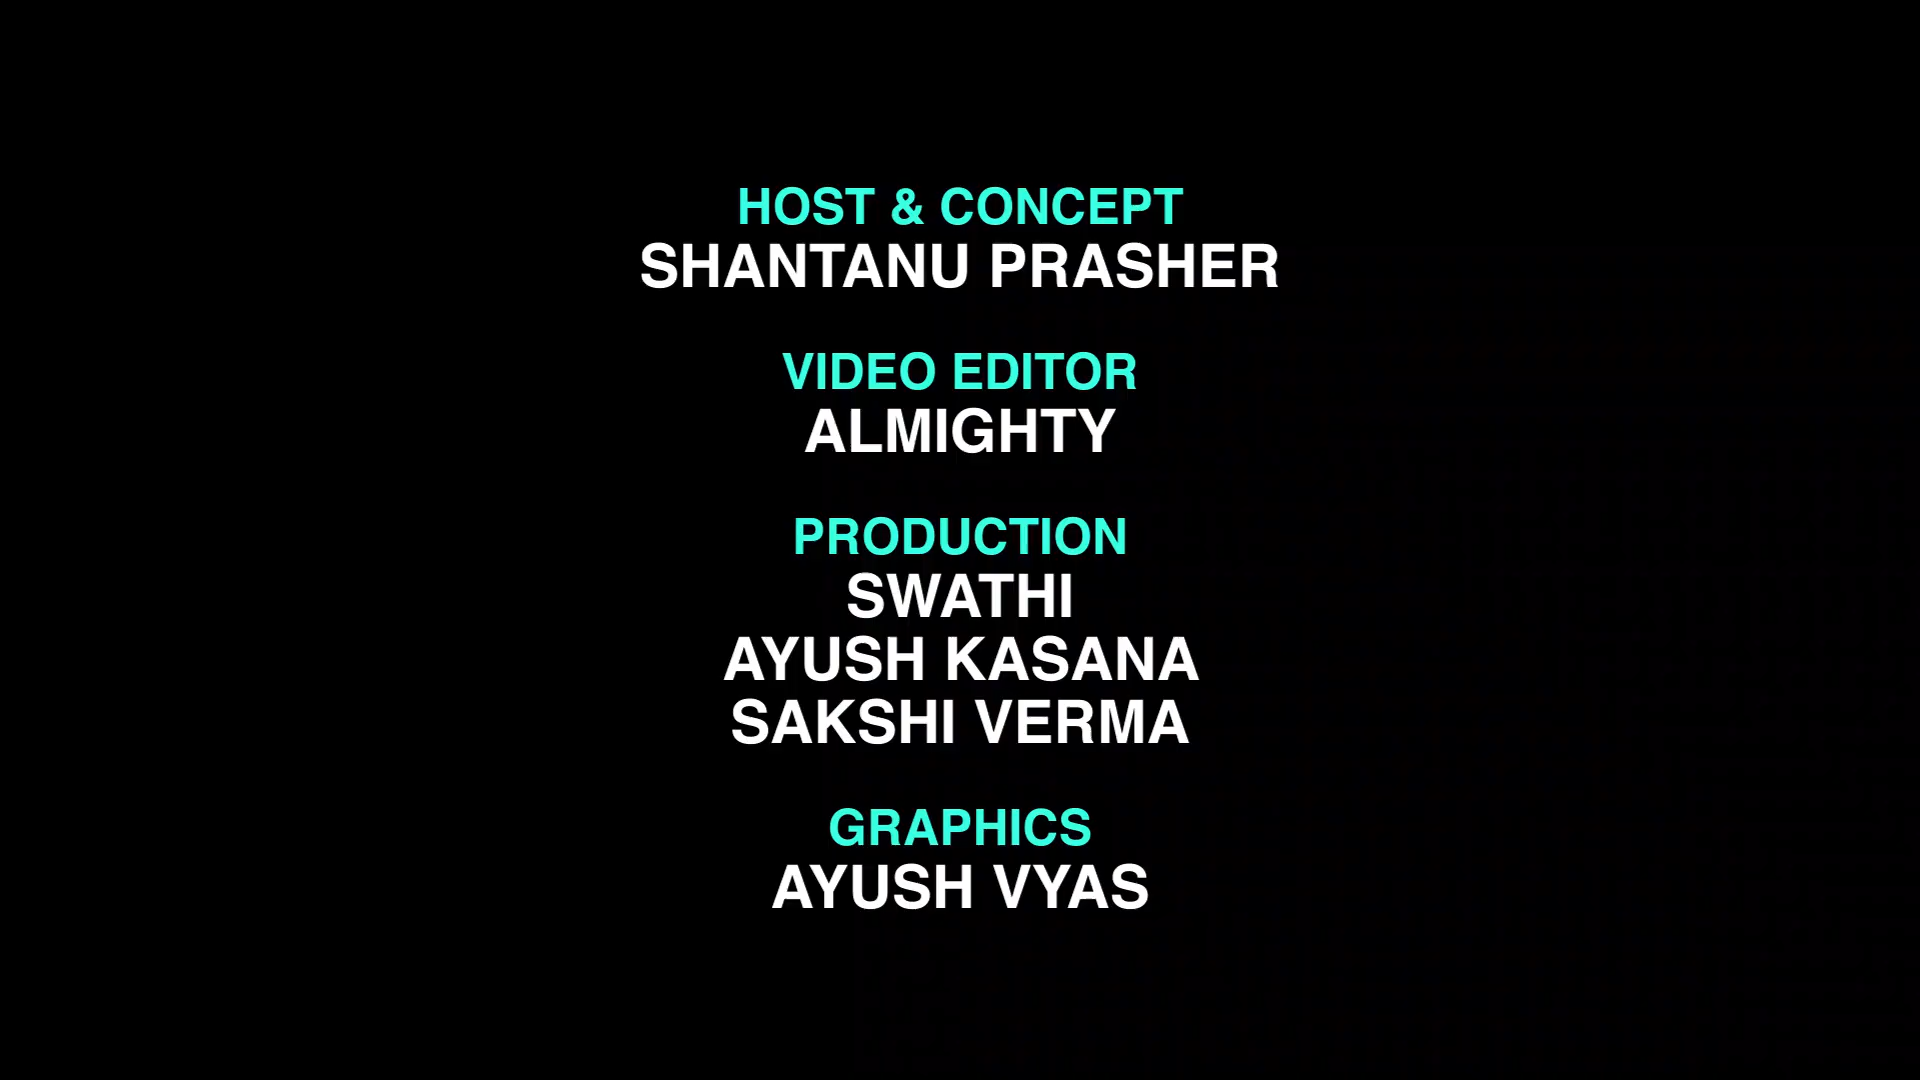 HOST & CONCEPT
SHANTANU PRASHER
VIDEO EDITOR
ALMIGHTY
PRODUCTION
SWATHI
AYUSH KASANA
SAKSHI VERMA
GRAPHICS
AYUSH VYAS